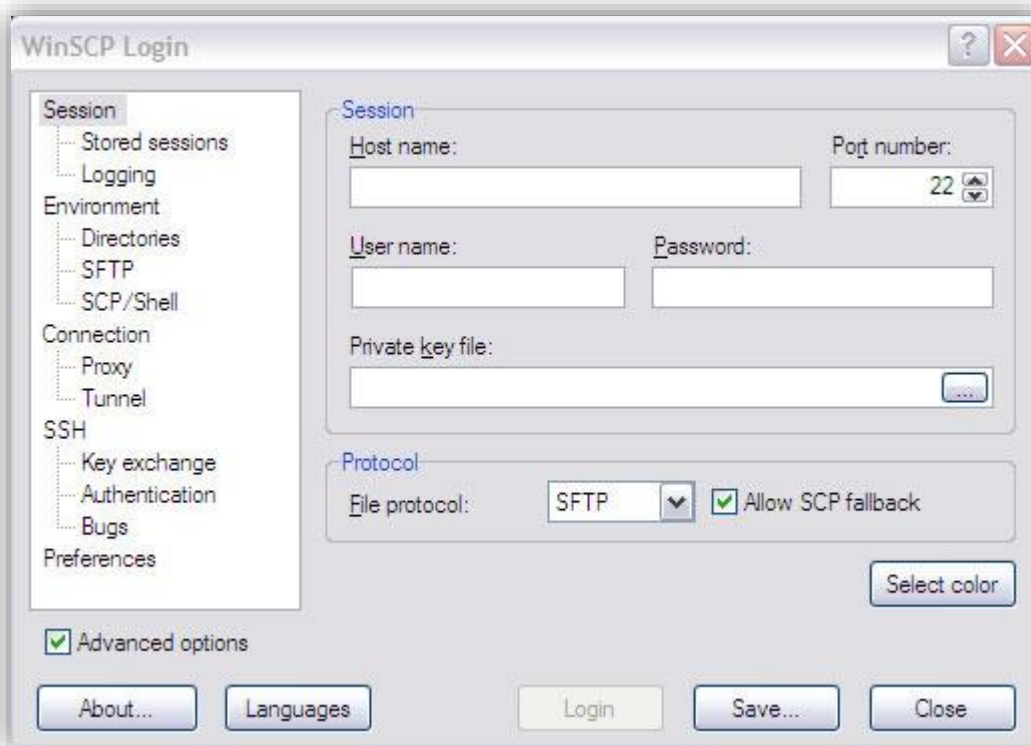 WinSCP Login
Session
Stored sessions
Logging
Environment
Directories
SFTP
SCP/Shell
Connection
Proxy
Tunnel
SSH
Key exchange
Authentication
Bugs
Preferences
Advanced options
Session
Host name:
Port number:
22
User name:
Password:
Private key file:
...
Protocol
File protocol:
SFTP
Allow SCP fallback
Select color
About...
Languages
Login
Save...
Close